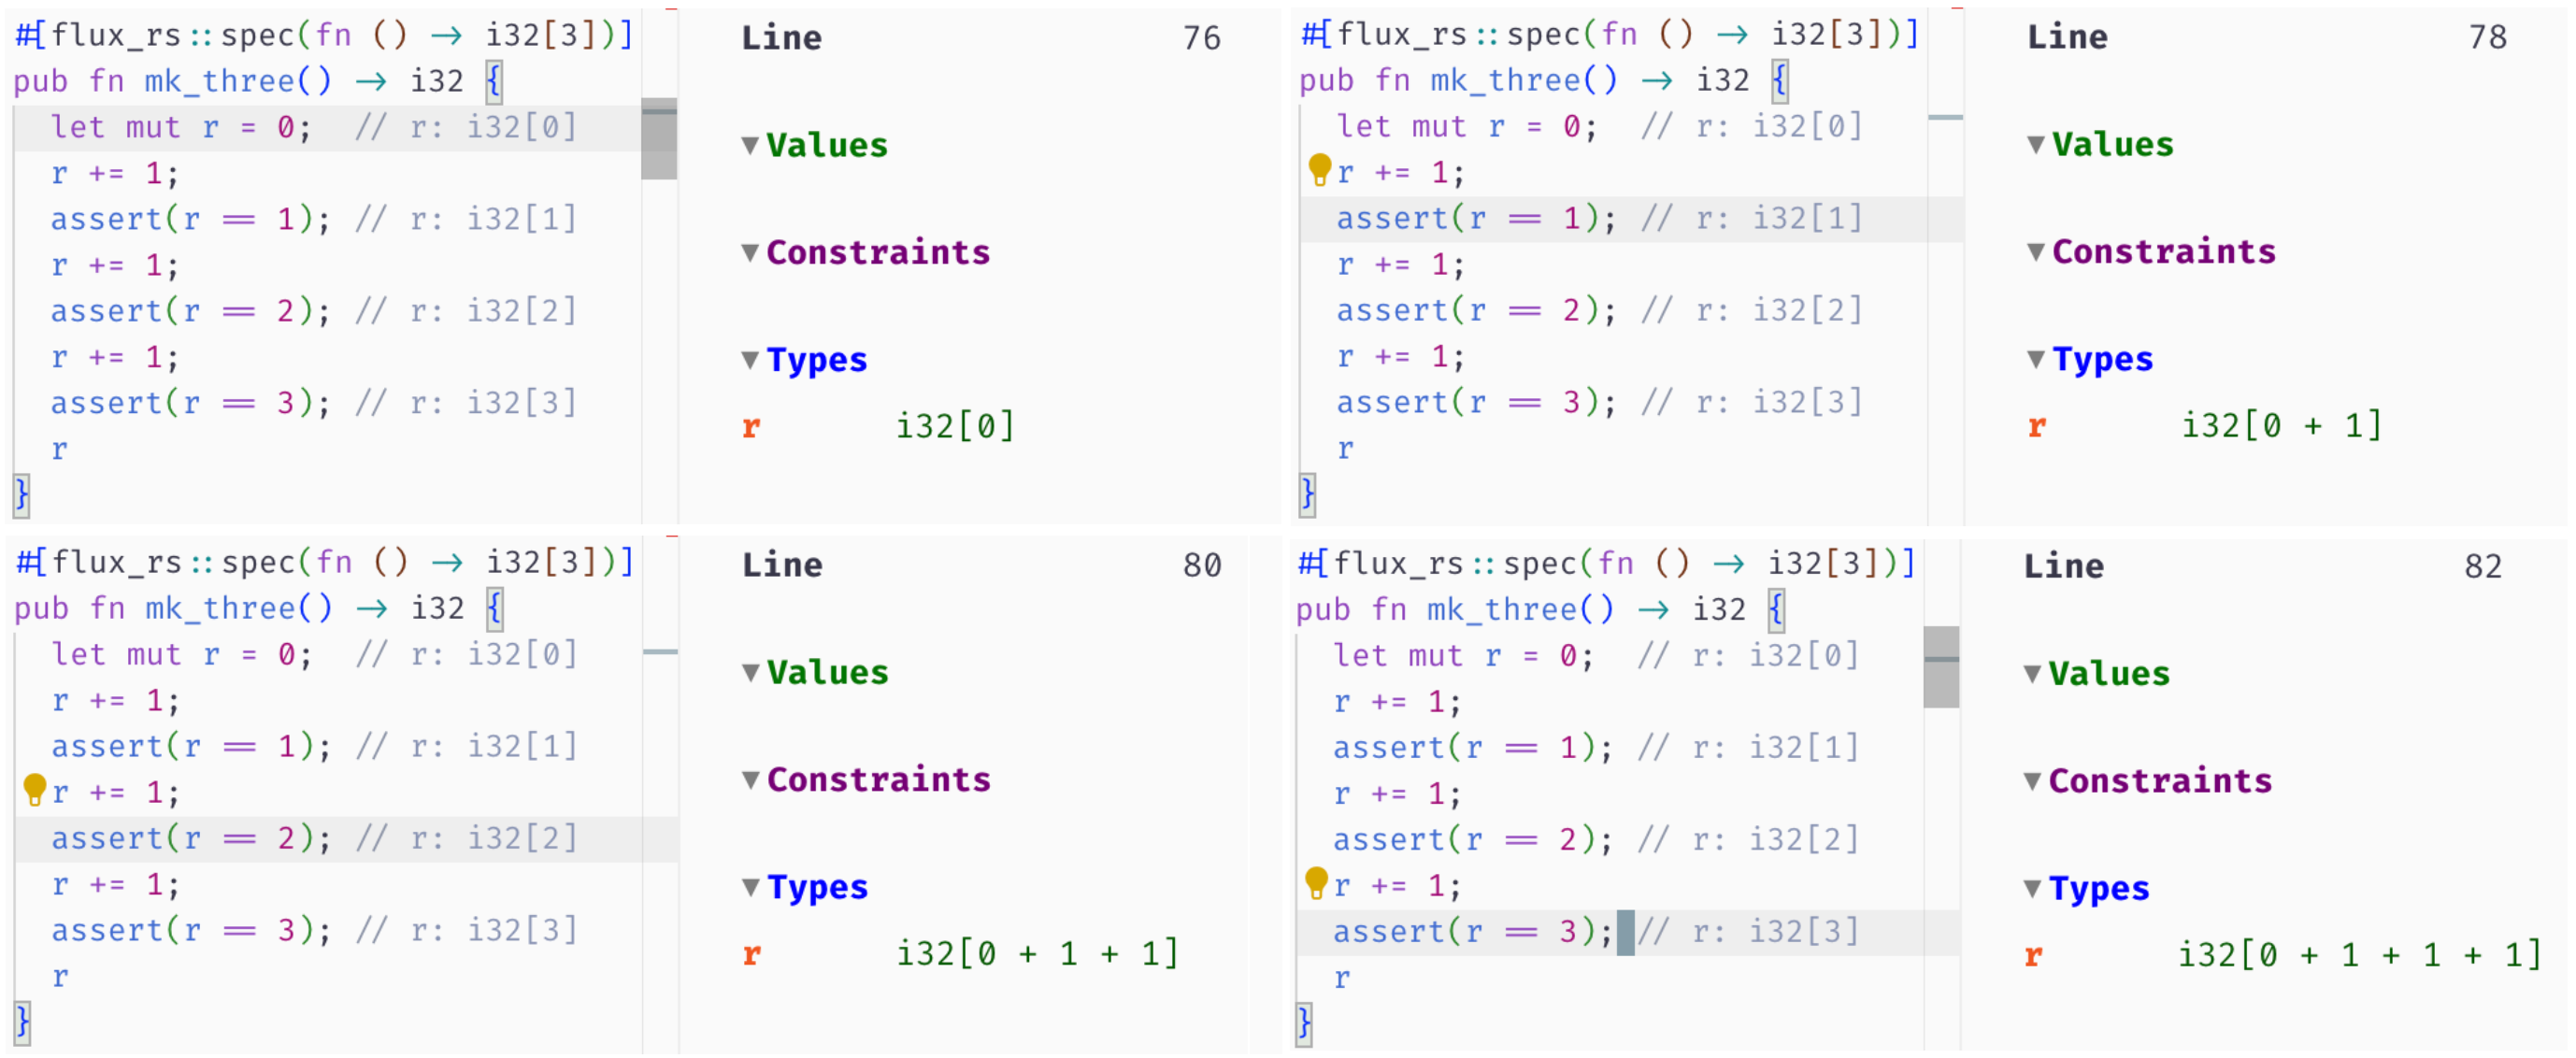 #[flux_rs::spec(fn () → i32[3])]
pub fn mk_three() → i32 {
let mut r = 0; // r: i32[0]
r += 1;
assert(r == 1); // r: i32[1]
r += 1;
assert(r == 2); // r: i32[2]
r += 1;
assert(r == 3); // r: i32[3]
r
}
Line 76
▼Values
▼Constraints
▼Types
r i32[0]
#[flux_rs::spec(fn () → i32[3])]
pub fn mk_three() → i32 {
let mut r = 0; // r: i32[0]
r += 1;
assert(r == 1); // r: i32[1]
r += 1;
assert(r == 2); // r: i32[2]
r += 1;
assert(r == 3); // r: i32[3]
r
}
Line 78
▼Values
▼Constraints
▼Types
r i32[0 + 1]
#[flux_rs::spec(fn () → i32[3])]
pub fn mk_three() → i32 {
let mut r = 0; // r: i32[0]
r += 1;
assert(r == 1); // r: i32[1]
r += 1;
assert(r == 2); // r: i32[2]
r += 1;
assert(r == 3); // r: i32[3]
r
}
Line 80
▼Values
▼Constraints
▼Types
r i32[0 + 1 + 1]
#[flux_rs::spec(fn () → i32[3])]
pub fn mk_three() → i32 {
let mut r = 0; // r: i32[0]
r += 1;
assert(r == 1); // r: i32[1]
r += 1;
assert(r == 2); // r: i32[2]
r += 1;
assert(r == 3); // r: i32[3]
r
}
Line 82
▼Values
▼Constraints
▼Types
r i32[0 + 1 + 1 + 1]